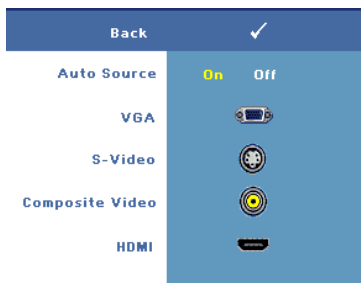 Back
Auto Source On Off
VGA
S-Video
Composite Video
HDMI